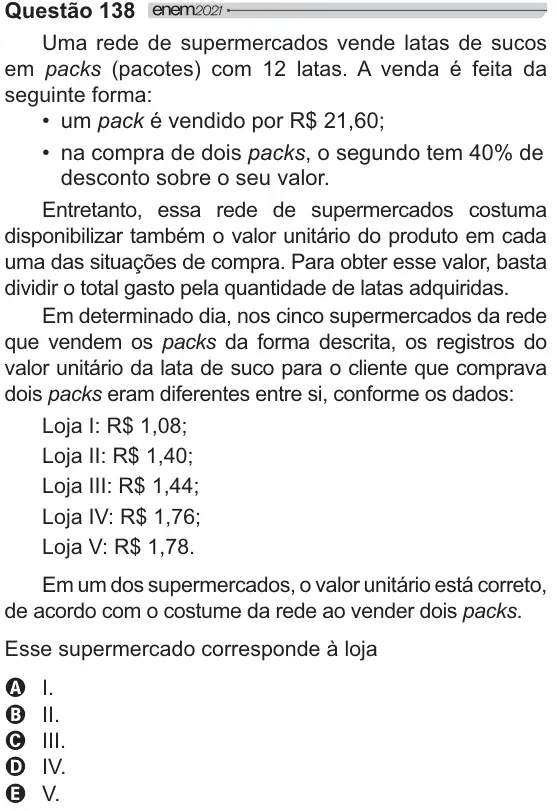 Questão 138 enem2021
Uma rede de supermercados vende latas de sucos
em packs (pacotes) com 12 latas. A venda é feita da
seguinte forma:
• um pack é vendido por R$ 21,60;
• na compra de dois packs, o segundo tem 40% de
desconto sobre o seu valor.
Entretanto, essa rede de supermercados costuma
disponibilizar também o valor unitário do produto em cada
uma das situações de compra. Para obter esse valor, basta
dividir o total gasto pela quantidade de latas adquiridas.
Em determinado dia, nos cinco supermercados da rede
que vendem os packs da forma descrita, os registros do
valor unitário da lata de suco para o cliente que comprava
dois packs eram diferentes entre si, conforme os dados:
Loja I: R$ 1,08;
Loja II: R$ 1,40;
Loja III: R$ 1,44;
Loja IV: R$ 1,76;
Loja V: R$ 1,78.
Em um dos supermercados, o valor unitário está correto,
de acordo com o costume da rede ao vender dois packs.
Esse supermercado corresponde à loja
A I.
B II.
C III.
D IV.
E V.